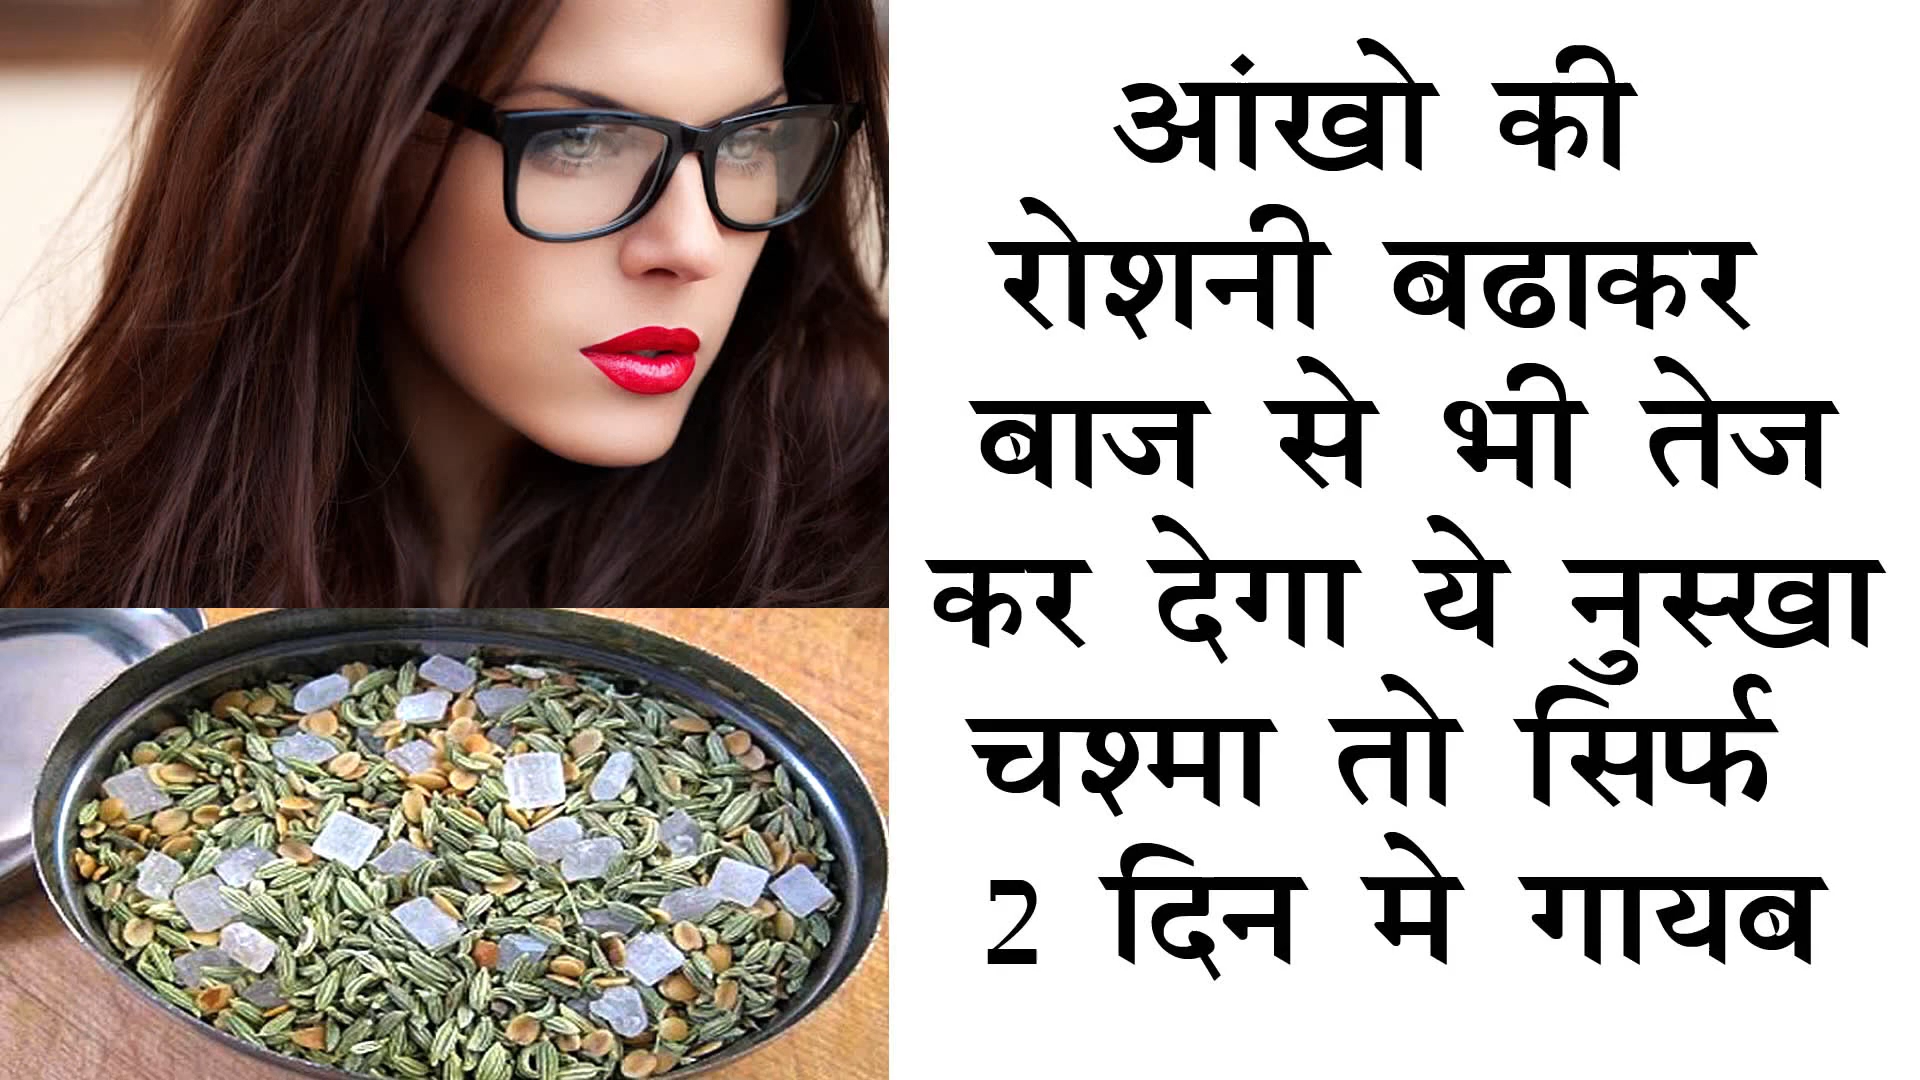 आंखो की
रोशनी बढाकर
बाज से भी तेज
कर देगा ये नुस्खा
चश्मा तो सिर्फ
2 दिन मे गायब